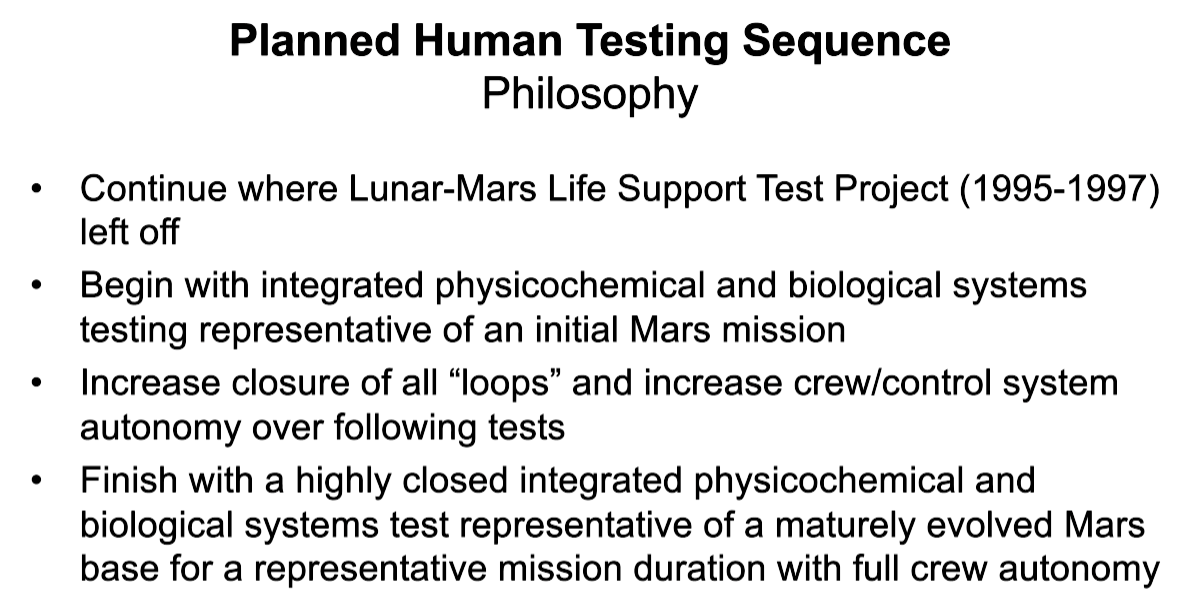 Planned Human Testing Sequence
Philosophy
• Continue where Lunar-Mars Life Support Test Project (1995-1997)
left off
• Begin with integrated physicochemical and biological systems
testing representative of an initial Mars mission
• Increase closure of all “loops” and increase crew/control system
autonomy over following tests
• Finish with a highly closed integrated physicochemical and
biological systems test representative of a maturely evolved Mars
base for a representative mission duration with full crew autonomy